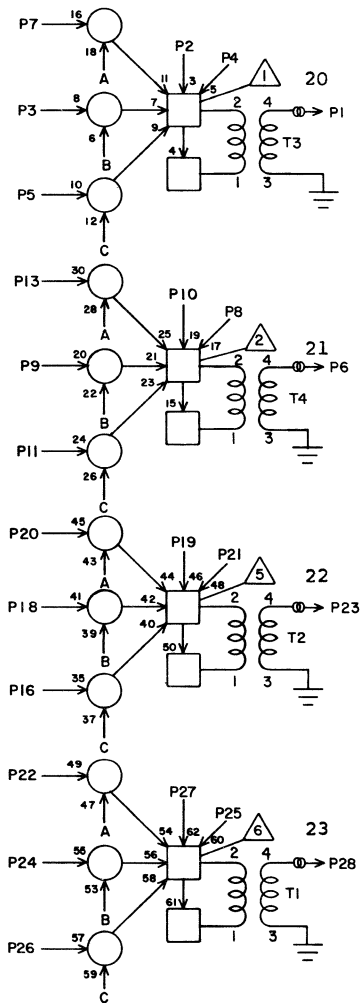 P7 16
18
A
P2 P4
11 3 5 1 20
P3 8 7 2 4 P1
6
B
9
4
T3
1 3
P5 10
12
C
P13 30
28
A
P10 P8
25 19 17 2 21
P9 20 21 2 4 P6
22
B
23
15
T4
1 3
P11 24
26
C
P20 45
43
A
P19 P21
44 46 48 5 22
P18 41 42 2 4 P23
39
B
40
50
T2
1 3
P16 35
37
C
P22 49
47
A
P27 P25
54 62 60 6 23
P24 56 2 4 P28
53
B
58
61
T1
1 3
P26 57
59
C